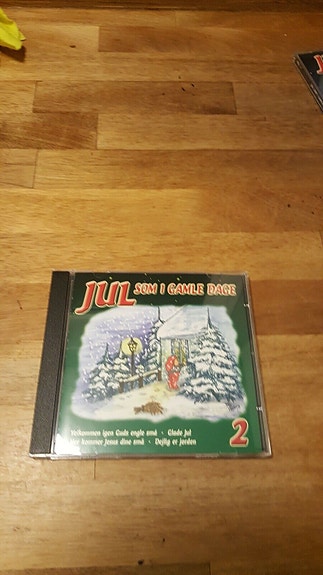 JUL SOM I GAMLE DAGE
Velkommen igen Guds engle små · Glade Jul
Her kommer Jesus dine små · Dejlig er jorden
2